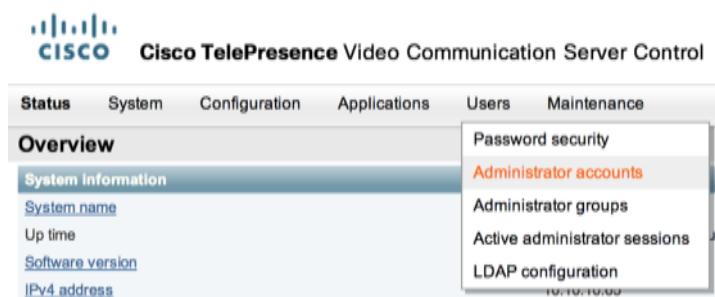 CISCO
Cisco TelePresence Video Communication Server Control
Status System Configuration Applications Users Maintenance
Overview
System Information
System name
Up time
Software version
IPv4 address
Password security
Administrator accounts
Administrator groups
Active administrator sessions
LDAP configuration